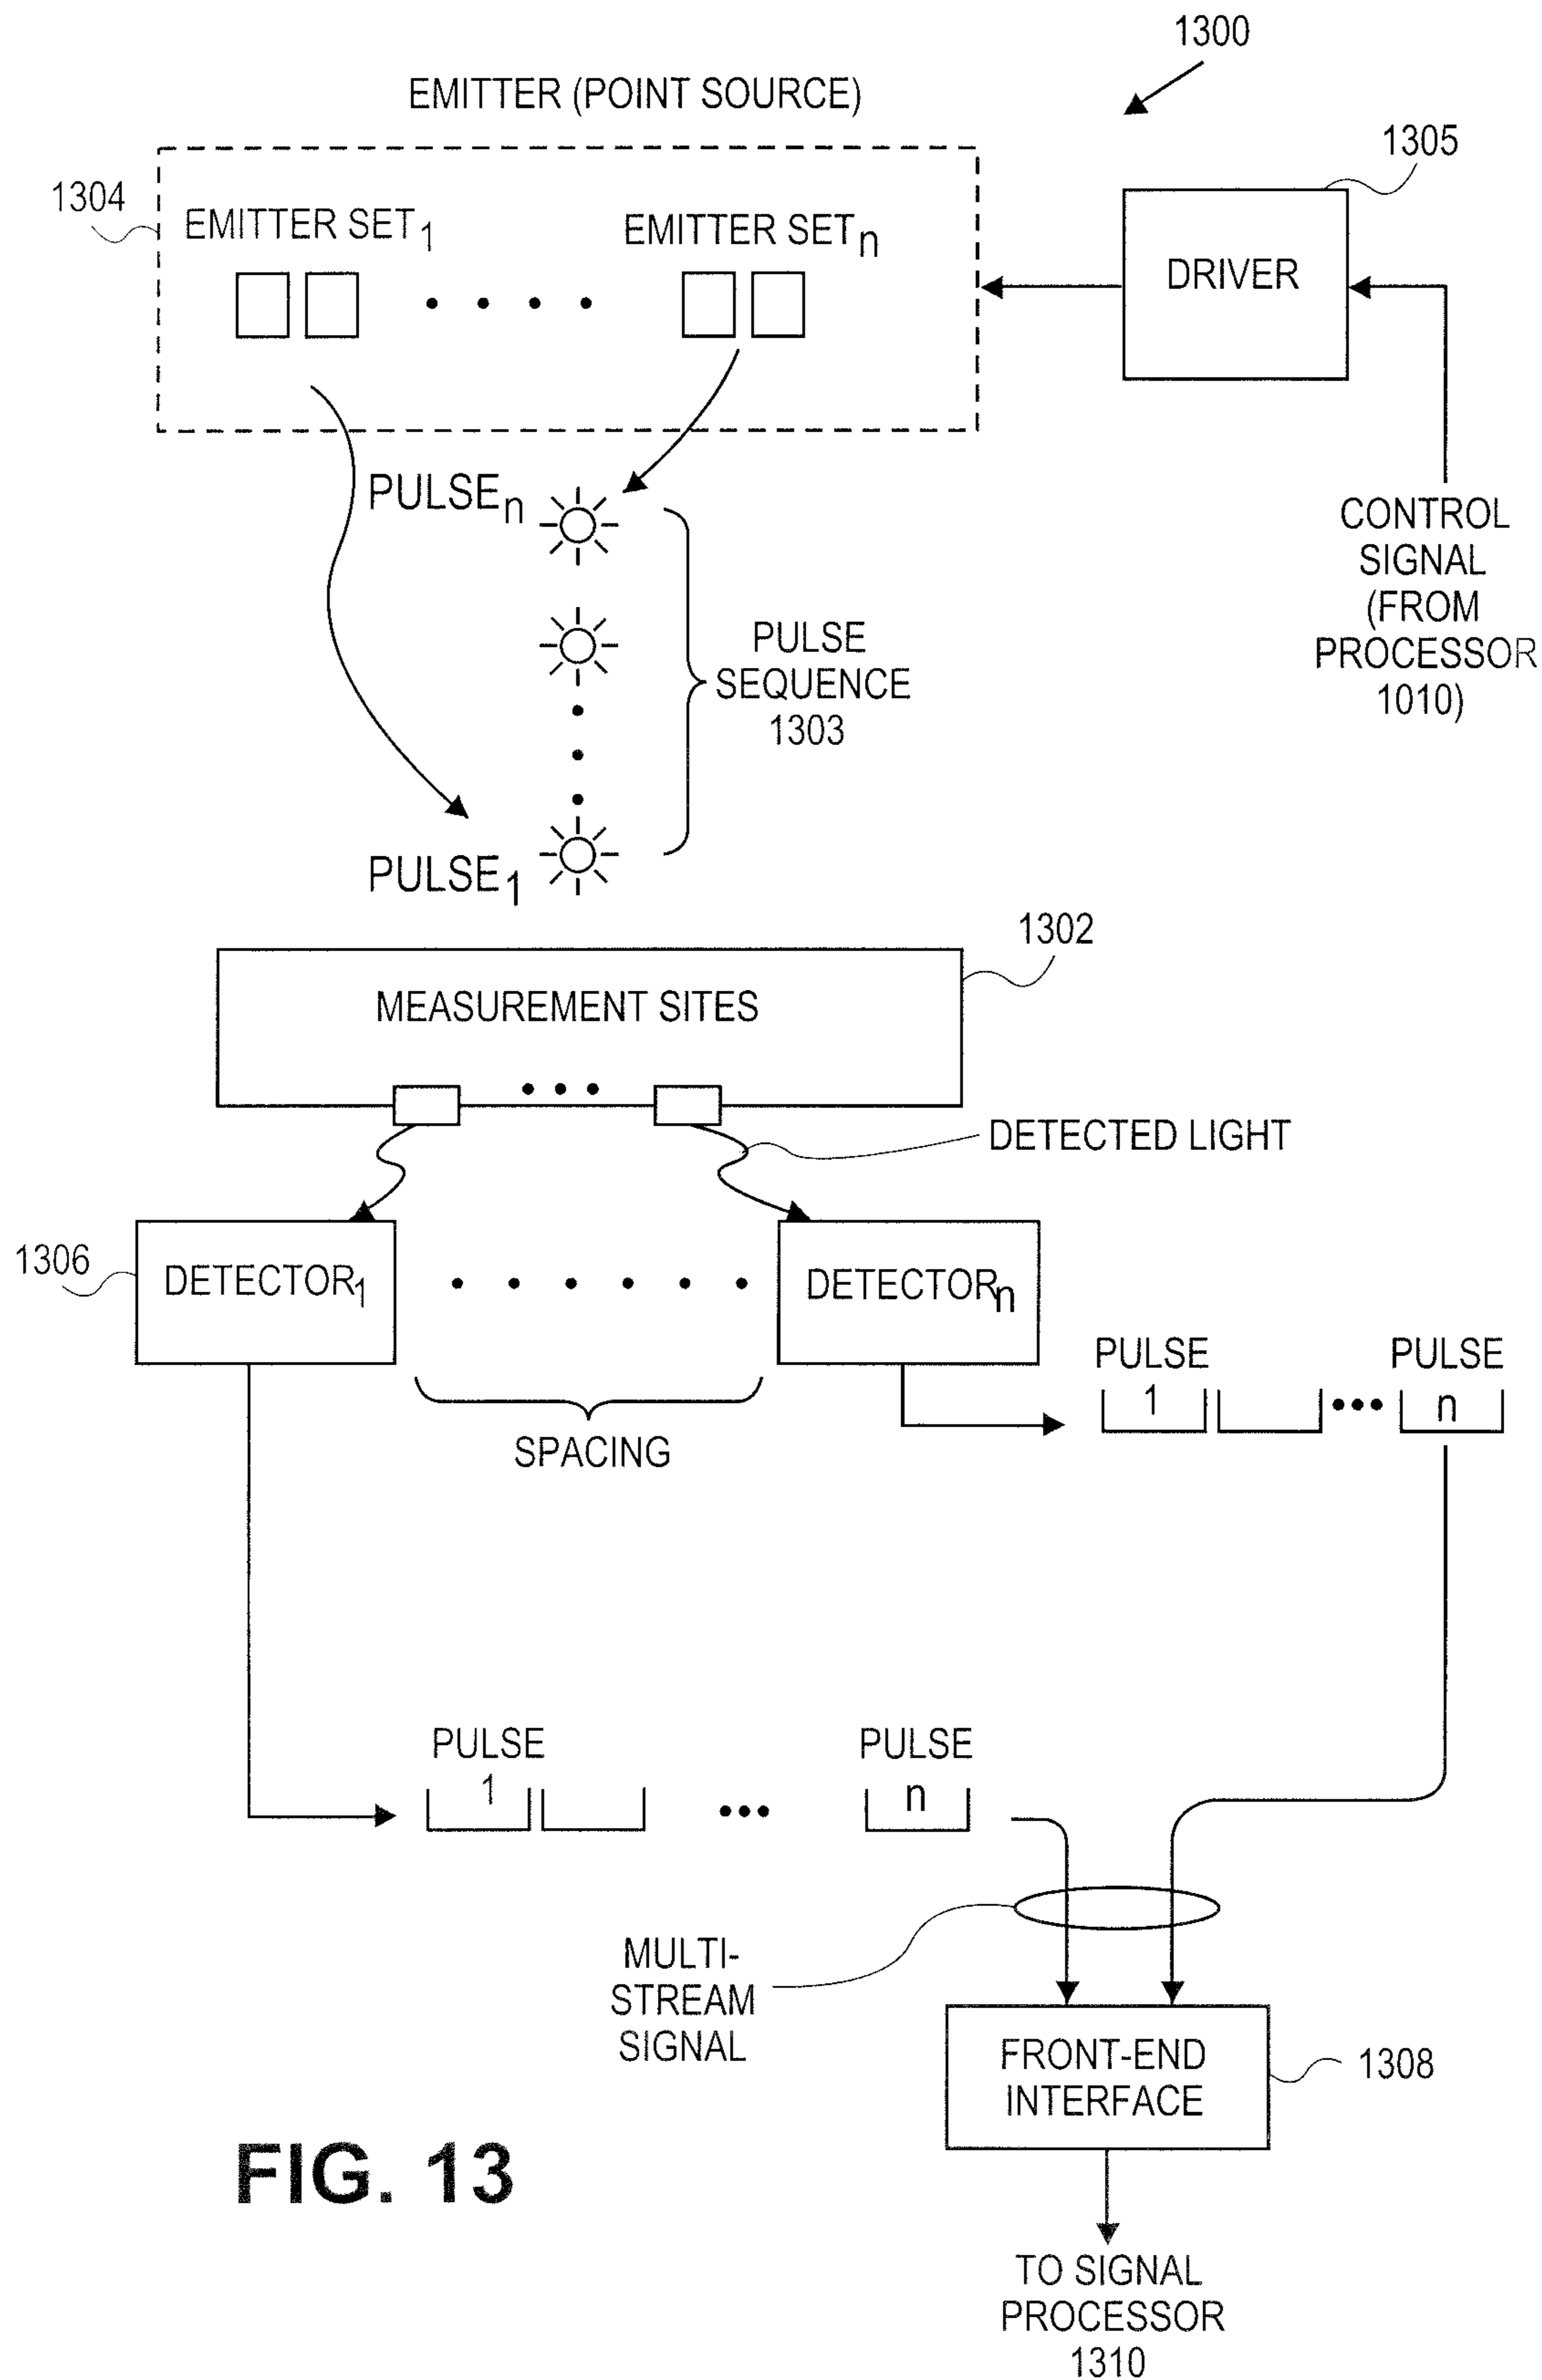 1300
EMITTER (POINT SOURCE)
1305
1304
EMITTER SET1
EMITTER SETn
DRIVER
PULSEn
CONTROL
SIGNAL
(FROM
PROCESSOR
1010)
PULSE
SEQUENCE
1303
PULSE1
1302
MEASUREMENT SITES
DETECTED LIGHT
1306
DETECTOR1
DETECTORn
PULSE
1
PULSE
n
SPACING
PULSE
1
PULSE
n
MULTI-
STREAM
SIGNAL
FRONT-END
INTERFACE
1308
FIG. 13
TO SIGNAL
PROCESSOR
1310